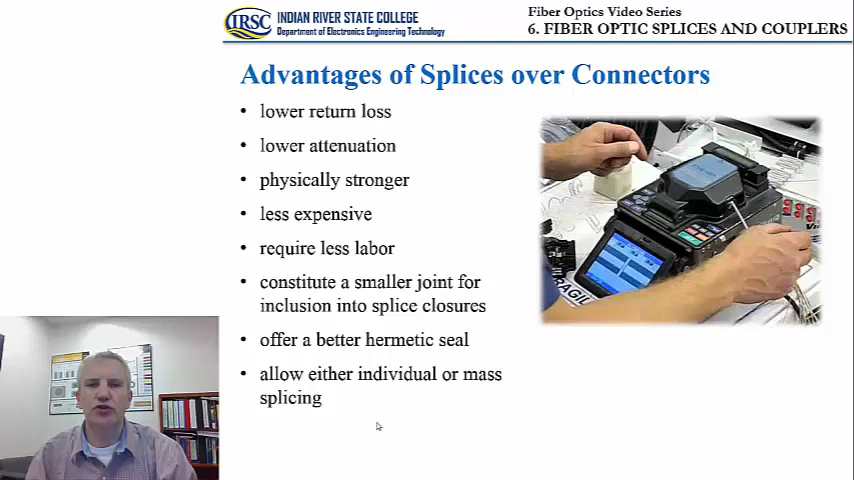 IRSC
INDIAN RIVER STATE COLLEGE
Department of Electronics Engineering Technology
Fiber Optics Video Series
6. FIBER OPTIC SPLICES AND COUPLERS
Advantages of Splices over Connectors
• lower return loss
• lower attenuation
• physically stronger
• less expensive
• require less labor
• constitute a smaller joint for
inclusion into splice closures
• offer a better hermetic seal
• allow either individual or mass
splicing